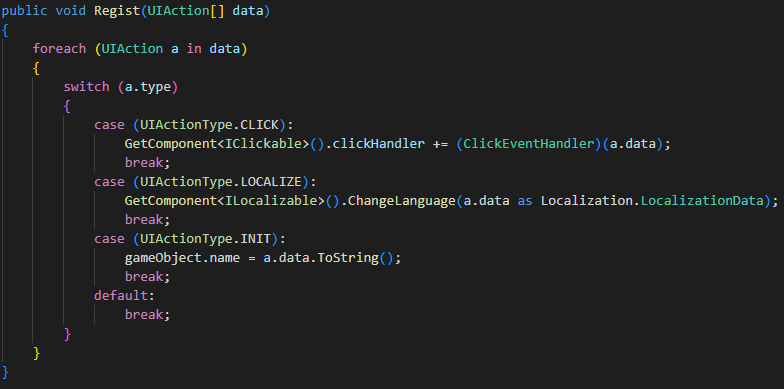 public void Regist(UIAction[] data)
{
    foreach (UIAction a in data)
    {
        switch (a.type)
        {
            case (UIActionType.CLICK):
                GetComponent<IClickable>().clickHandler += (ClickEventHandler)(a.data);
                break;
            case (UIActionType.LOCALIZE):
                GetComponent<ILocalizable>().ChangeLanguage(a.data as Localization.LocalizationData);
                break;
            case (UIActionType.INIT):
                gameObject.name = a.data.ToString();
                break;
            default:
                break;
        }
    }
}